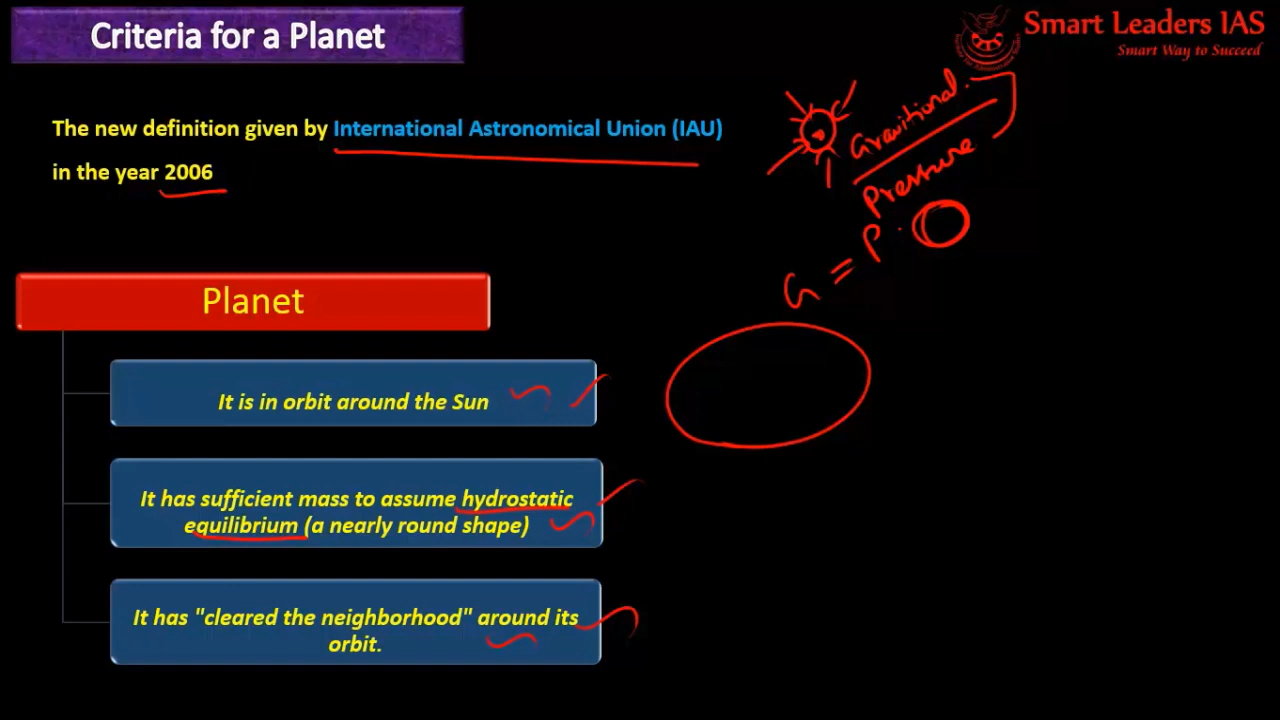 Criteria for a Planet
Smart Leaders IAS
Smart Way to Succeed
The new definition given by International Astronomical Union (IAU)
in the year 2006
Gravitional.
Pressure
G = P
Planet
It is in orbit around the Sun
It has sufficient mass to assume hydrostatic
equilibrium (a nearly round shape)
It has "cleared the neighborhood" around its
orbit.